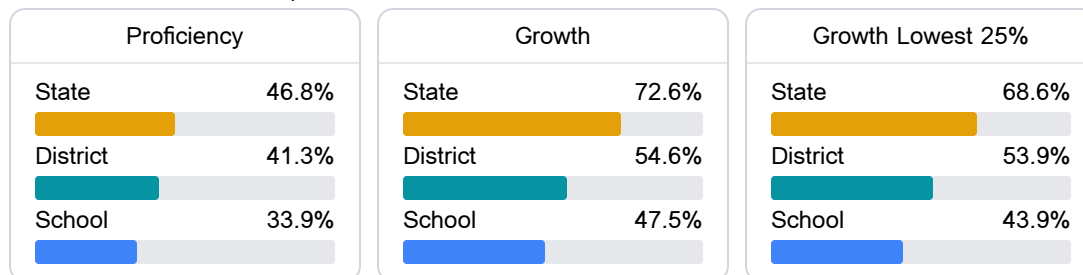 Proficiency
State 46.8%
District 41.3%
School 33.9%
Growth
State 72.6%
District 54.6%
School 47.5%
Growth Lowest 25%
State 68.6%
District 53.9%
School 43.9%